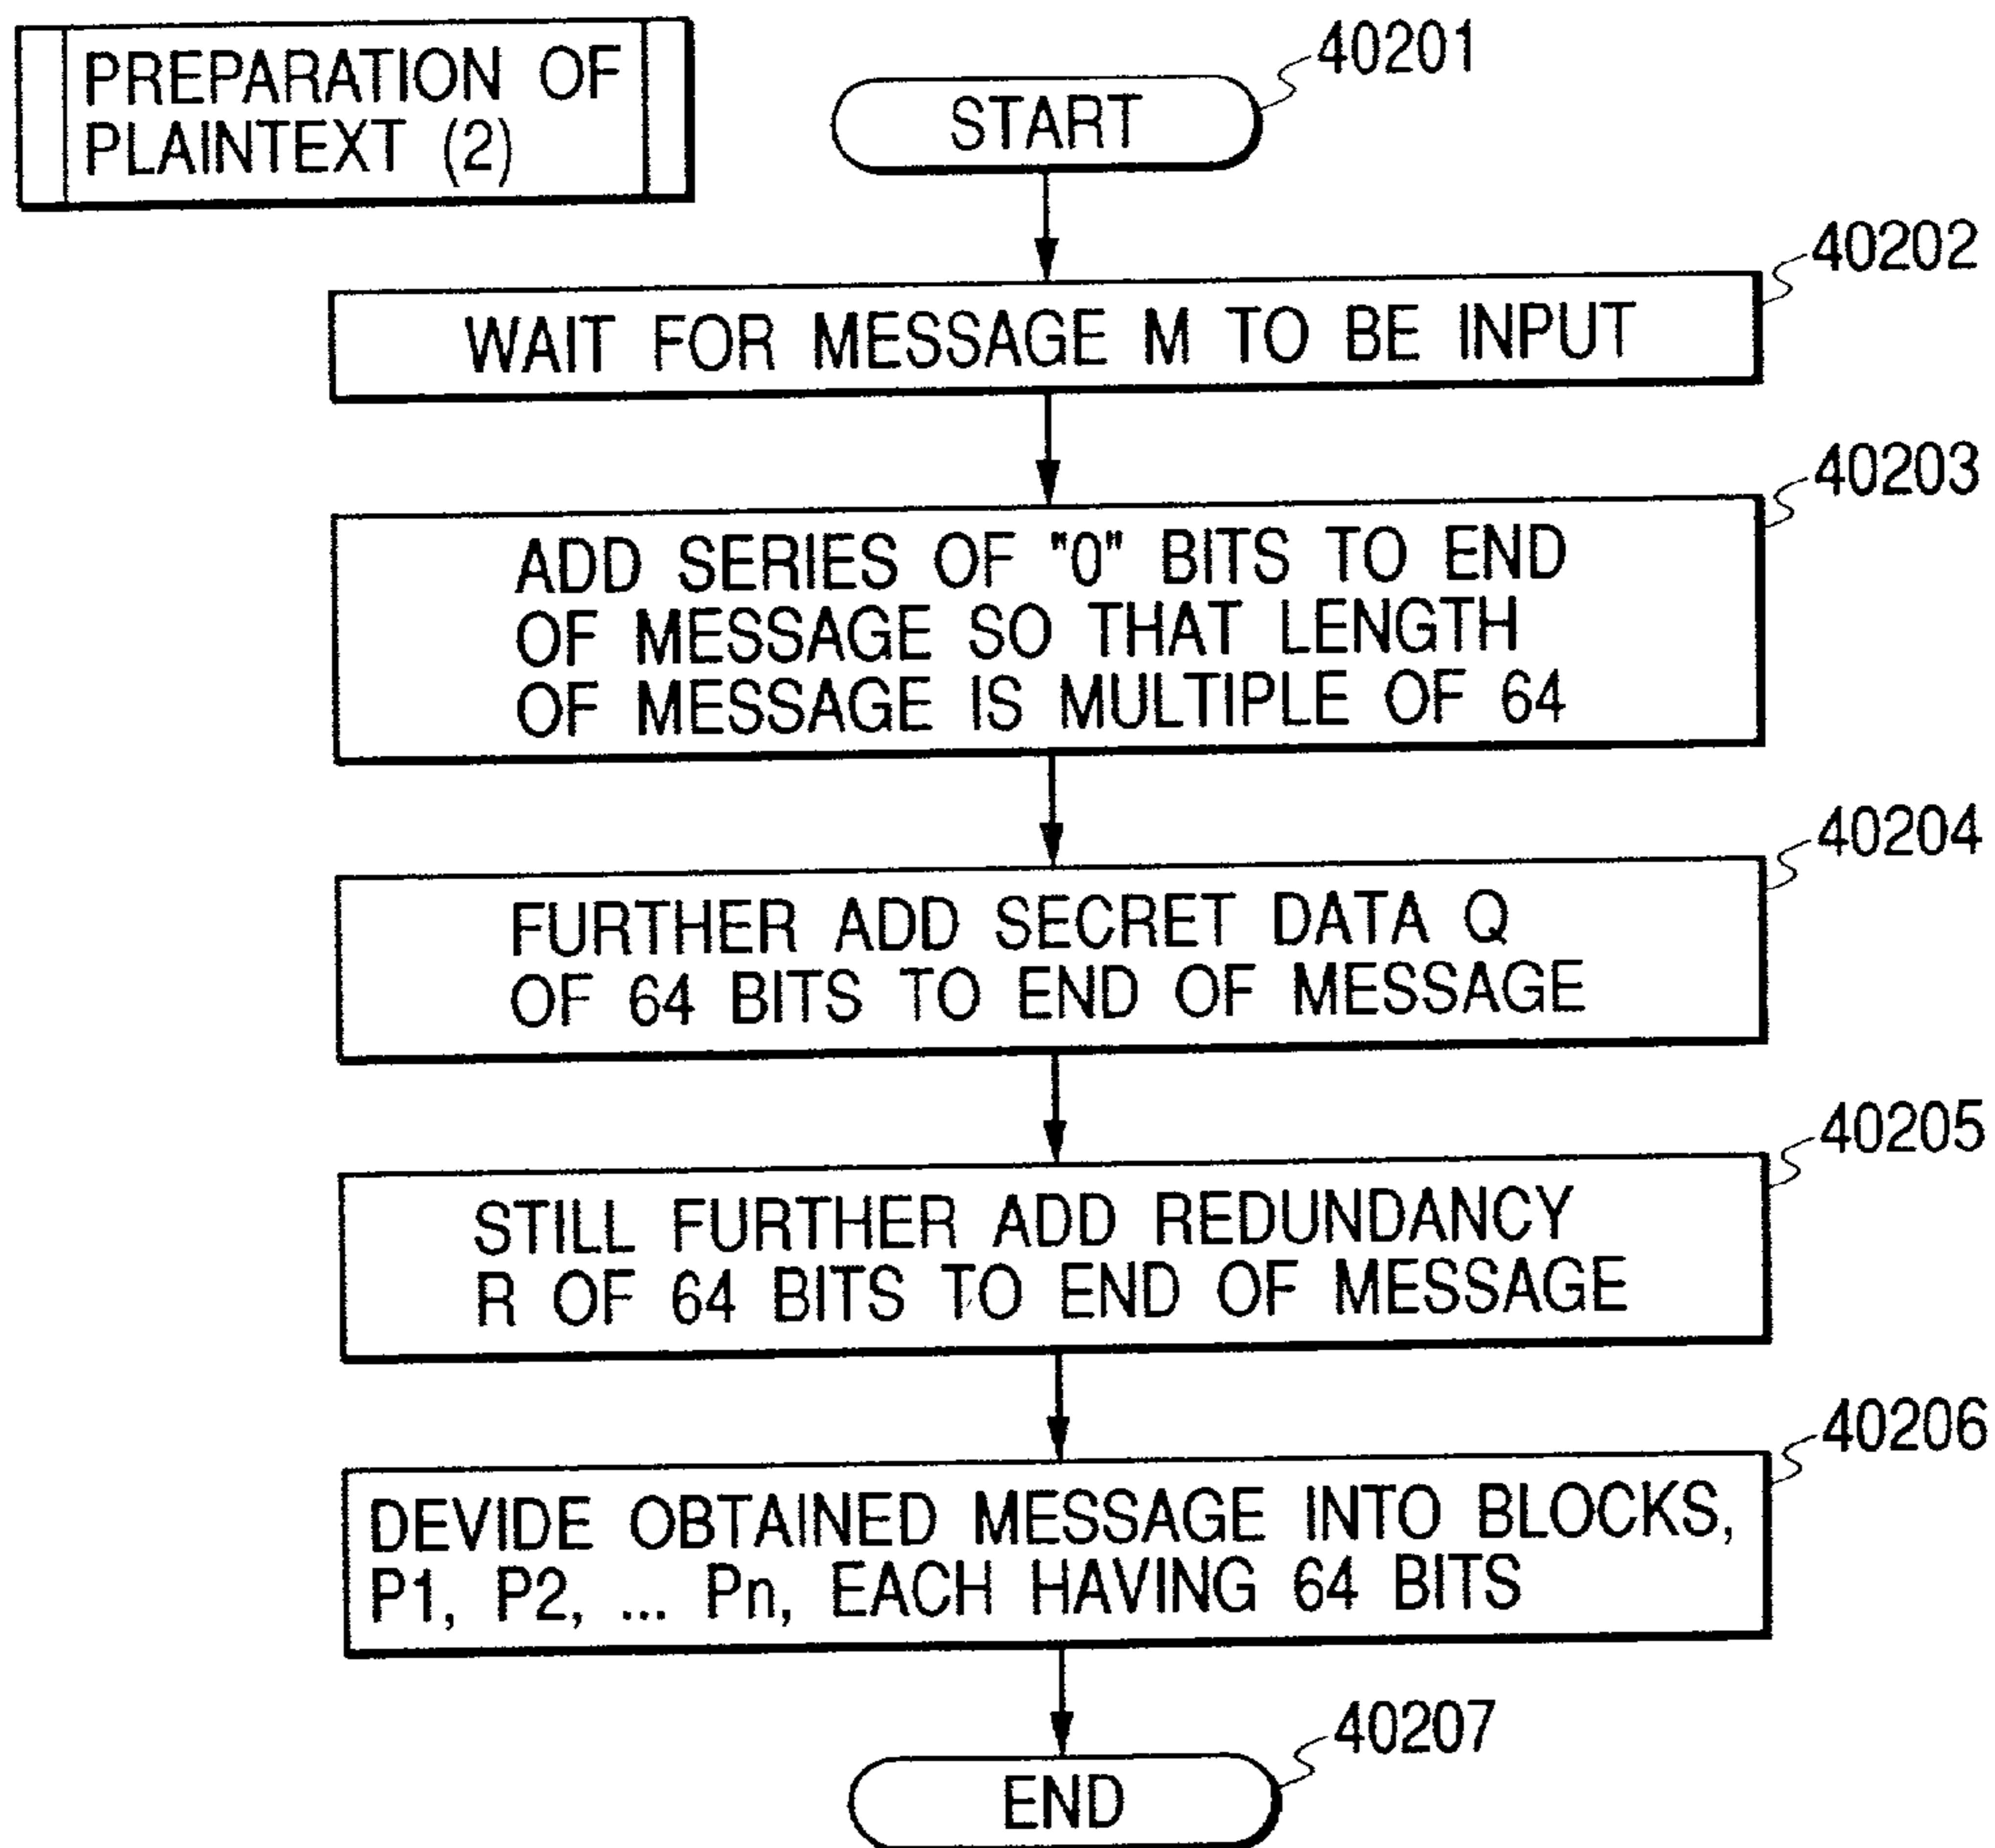 PREPARATION OF
PLAINTEXT (2)
START
40201
WAIT FOR MESSAGE M TO BE INPUT
40202
ADD SERIES OF "0" BITS TO END
OF MESSAGE SO THAT LENGTH
OF MESSAGE IS MULTIPLE OF 64
40203
FURTHER ADD SECRET DATA Q
OF 64 BITS TO END OF MESSAGE
40204
STILL FURTHER ADD REDUNDANCY
R OF 64 BITS TO END OF MESSAGE
40205
DEVIDE OBTAINED MESSAGE INTO BLOCKS,
P1, P2, ... Pn, EACH HAVING 64 BITS
40206
END
40207